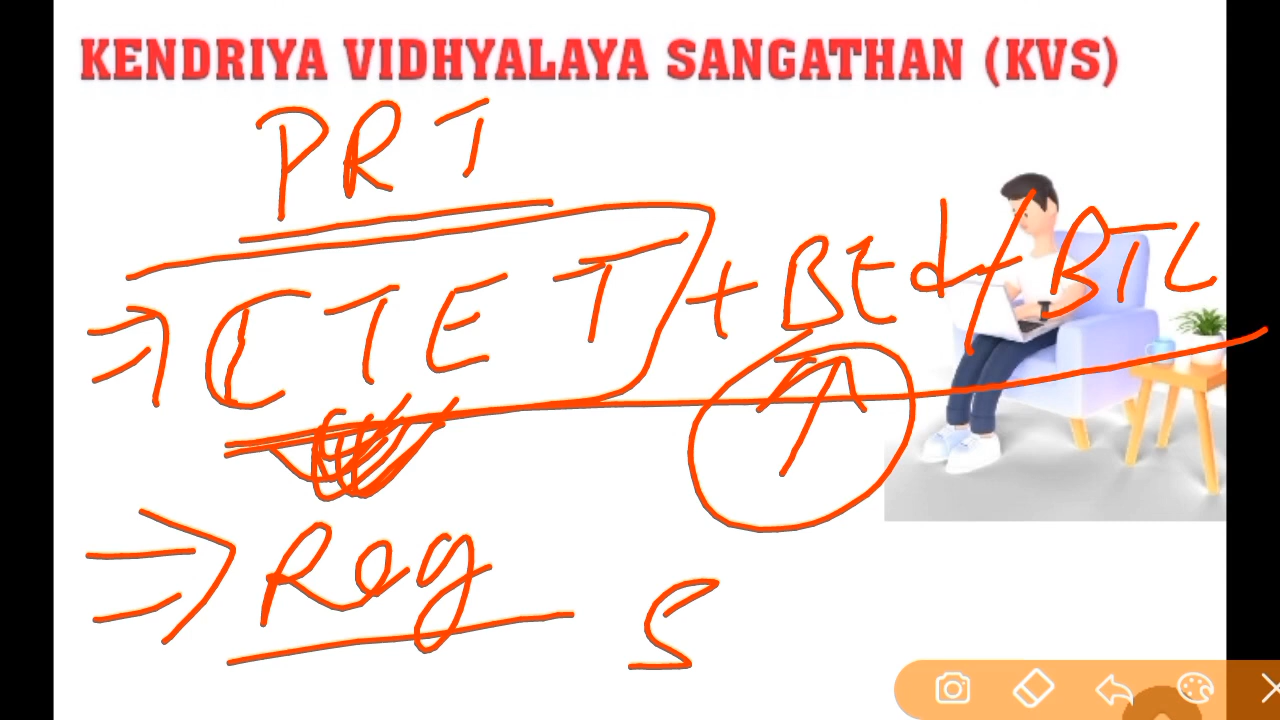 KENDRIYA VIDHYALAYA SANGATHAN (KVS)
PRT
⇒ CTET + BEd / BTC
⇒ Reg S